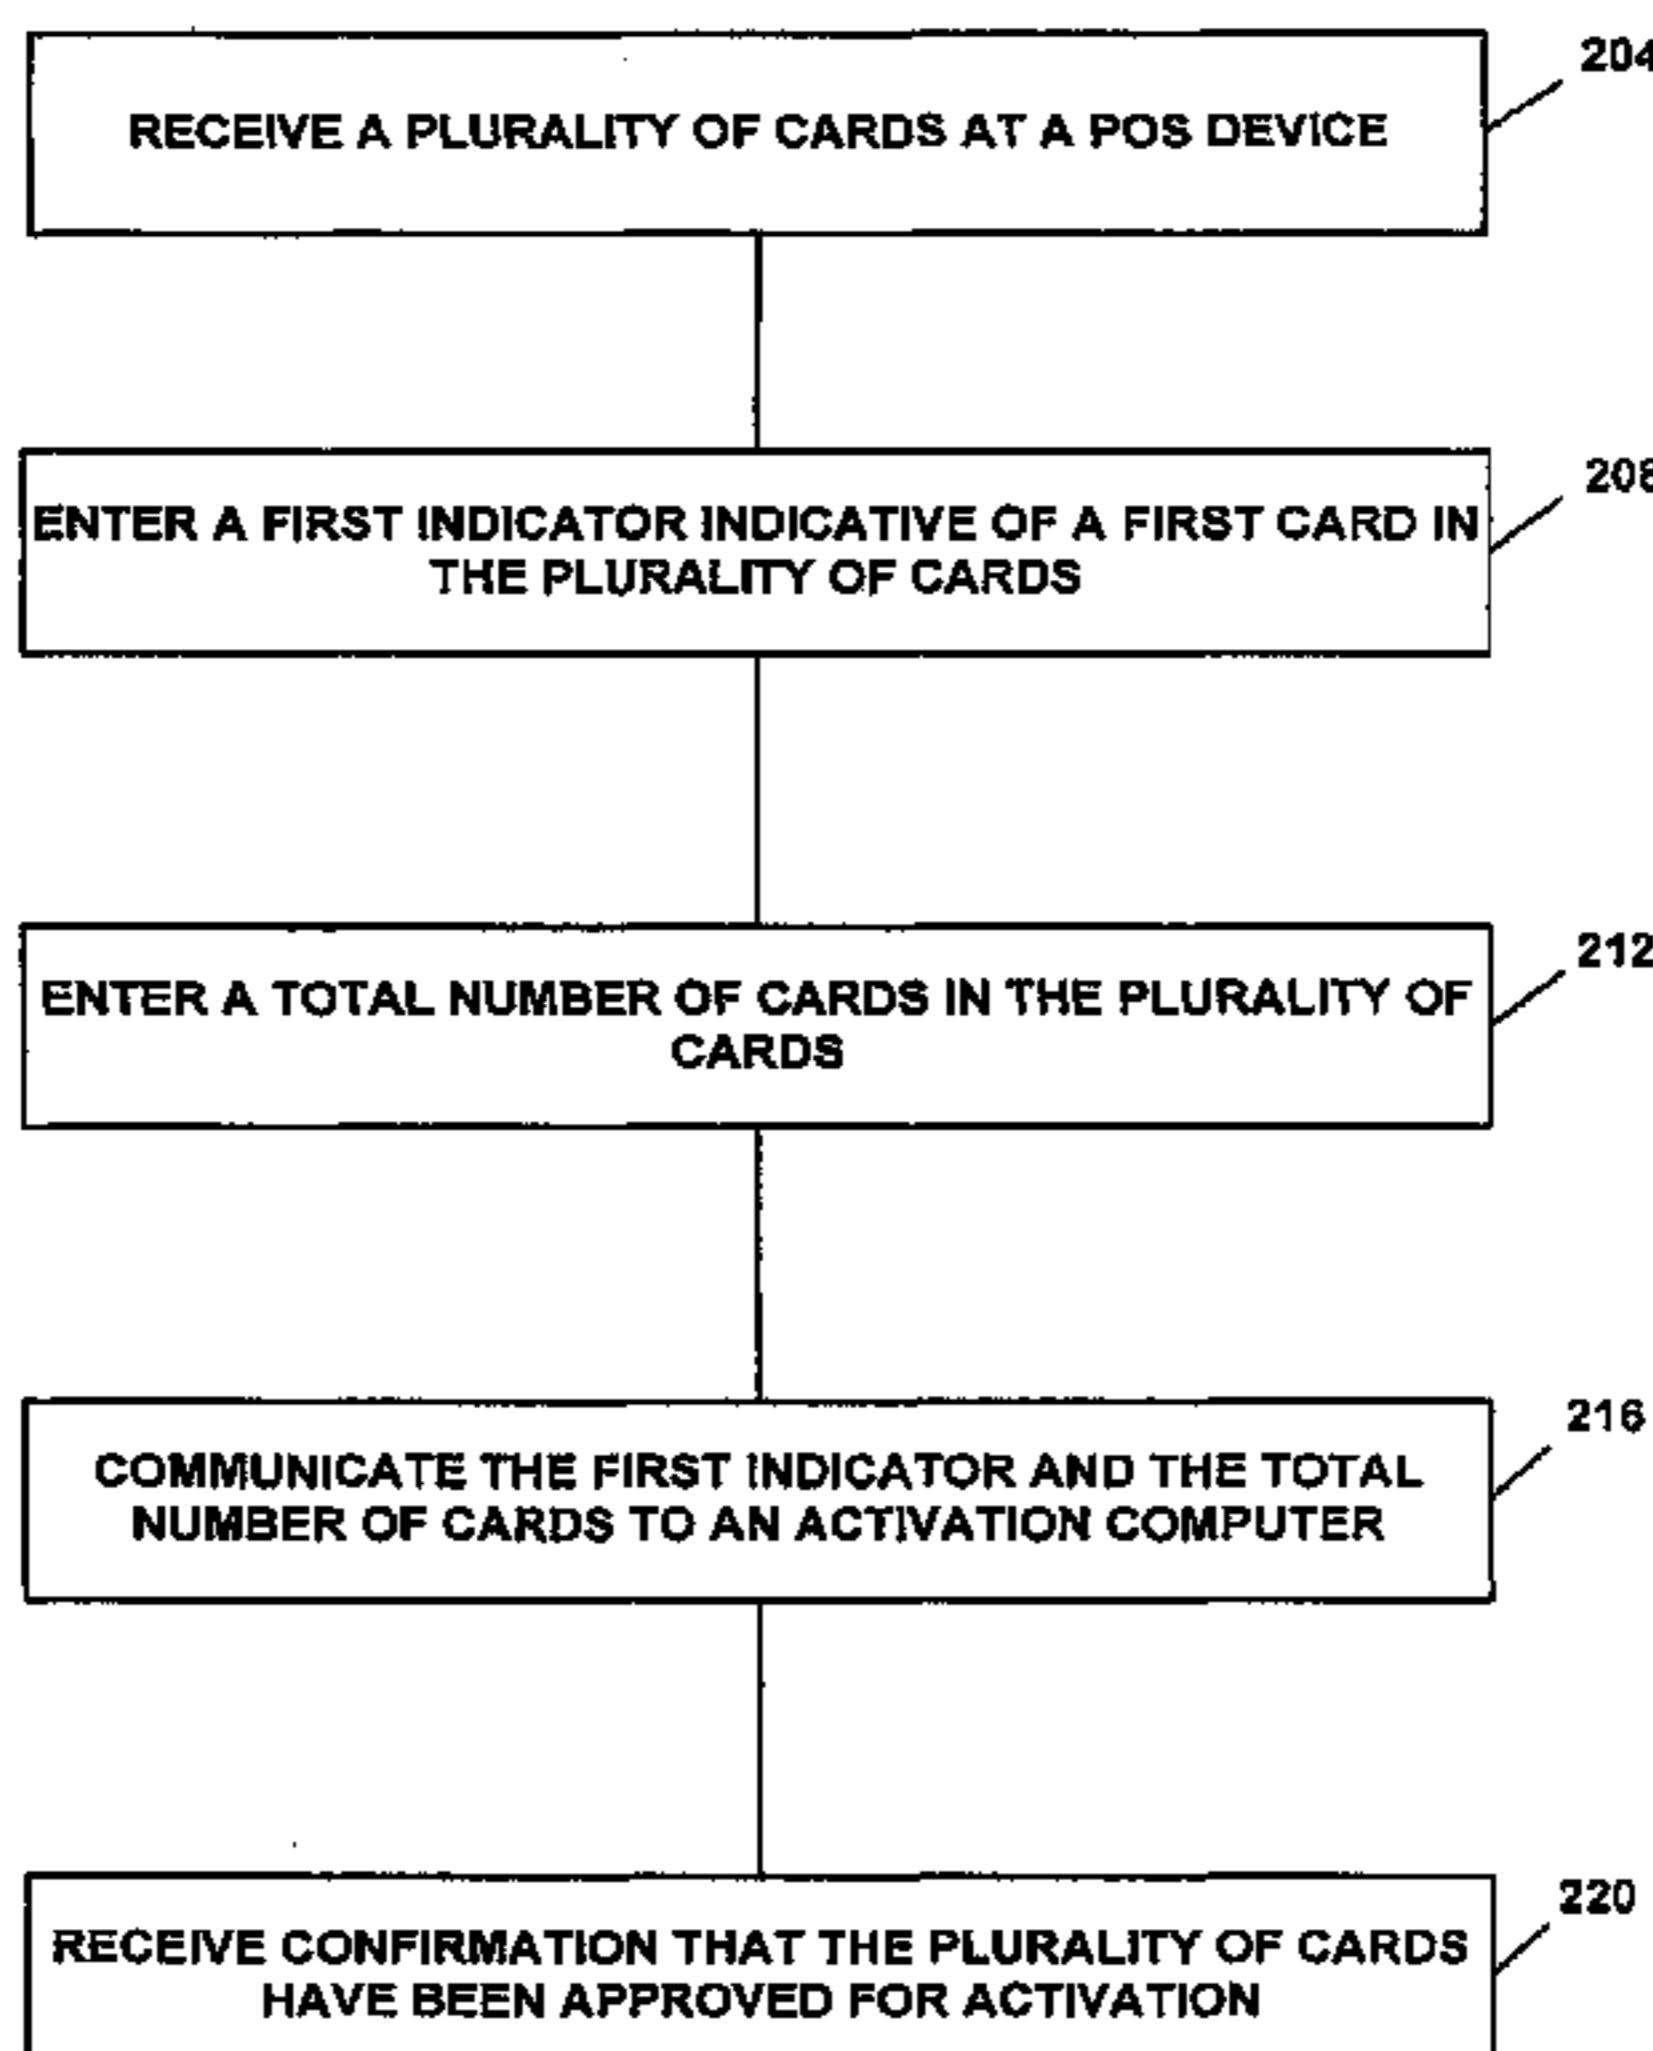 204
RECEIVE A PLURALITY OF CARDS AT A POS DEVICE
208
ENTER A FIRST INDICATOR INDICATIVE OF A FIRST CARD IN
THE PLURALITY OF CARDS
212
ENTER A TOTAL NUMBER OF CARDS IN THE PLURALITY OF
CARDS
216
COMMUNICATE THE FIRST INDICATOR AND THE TOTAL
NUMBER OF CARDS TO AN ACTIVATION COMPUTER
220
RECEIVE CONFIRMATION THAT THE PLURALITY OF CARDS
HAVE BEEN APPROVED FOR ACTIVATION